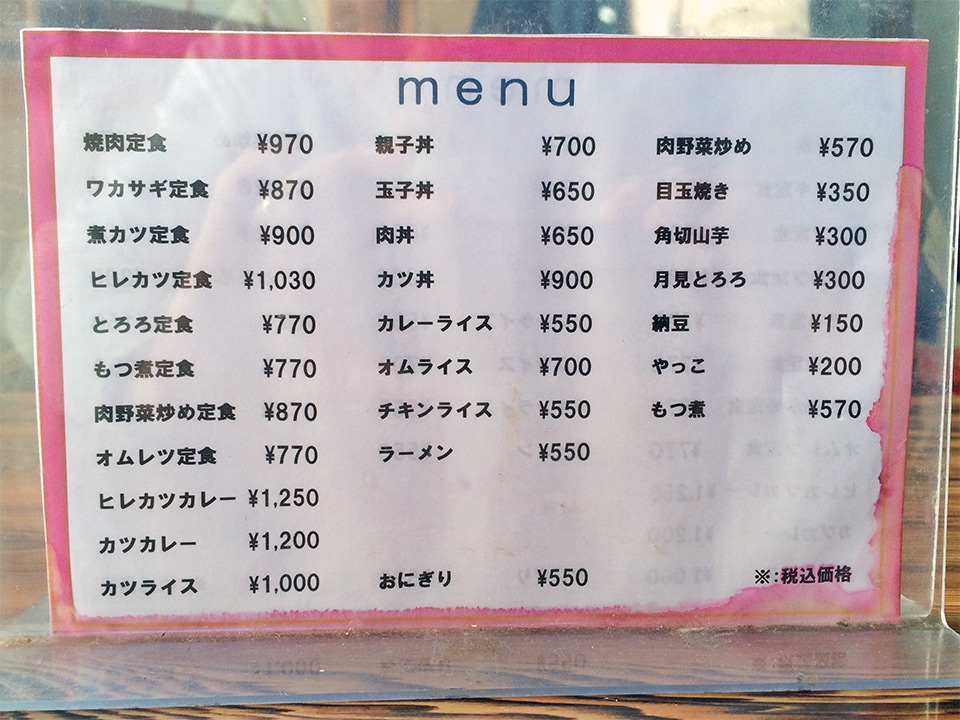 menu
焼肉定食 ¥970
ワカサギ定食 ¥870
煮カツ定食 ¥900
ヒレカツ定食 ¥1,030
とろろ定食 ¥770
もつ煮定食 ¥770
肉野菜炒め定食 ¥870
オムレツ定食 ¥770
ヒレカツカレー ¥1,250
カツカレー ¥1,200
カツライス ¥1,000
親子丼 ¥700
玉子丼 ¥650
肉丼 ¥650
カツ丼 ¥900
カレーライス ¥550
オムライス ¥700
チキンライス ¥550
ラーメン ¥550
おにぎり ¥550
肉野菜炒め ¥570
目玉焼き ¥350
角切山芋 ¥300
月見とろろ ¥300
納豆 ¥150
やっこ ¥200
もつ煮 ¥570
※:税込価格